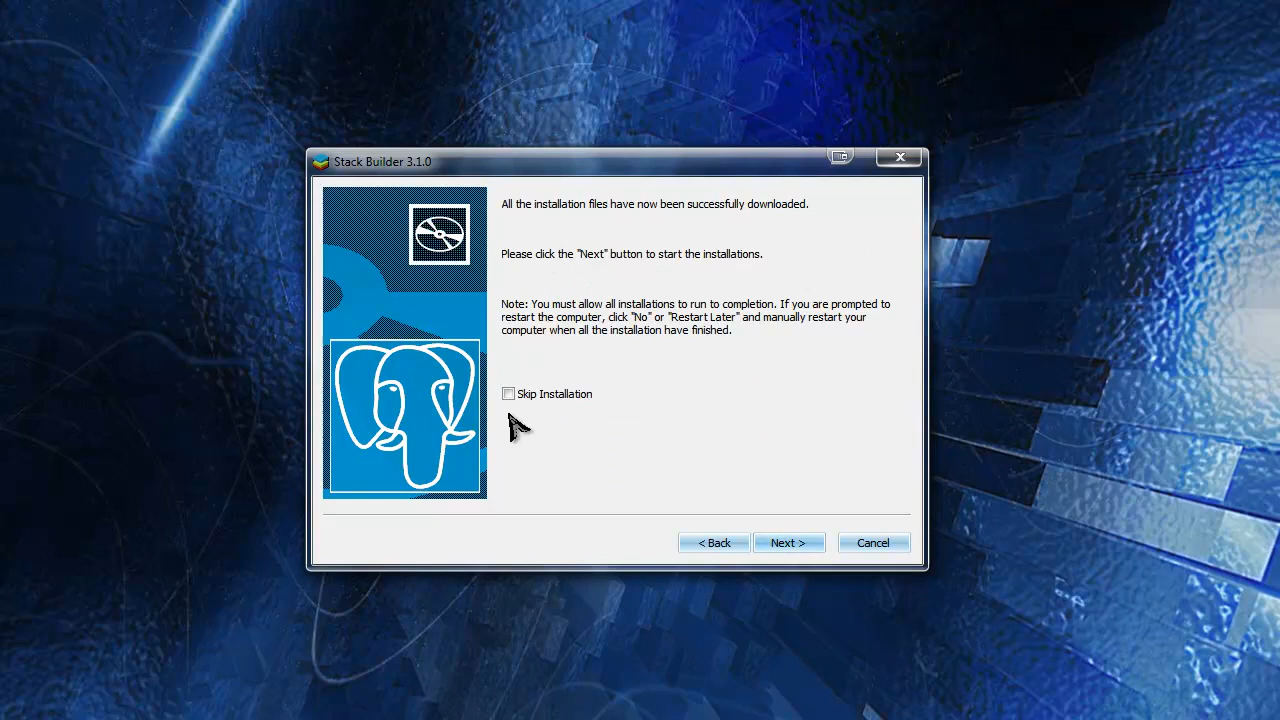 Stack Builder 3.1.0
All the installation files have now been successfully downloaded.
Please click the "Next" button to start the installations.
Note: You must allow all installations to run to completion. If you are prompted to
restart the computer, click "No" or "Restart Later" and manually restart your
computer when all the installation have finished.
Skip Installation
< Back
Next >
Cancel